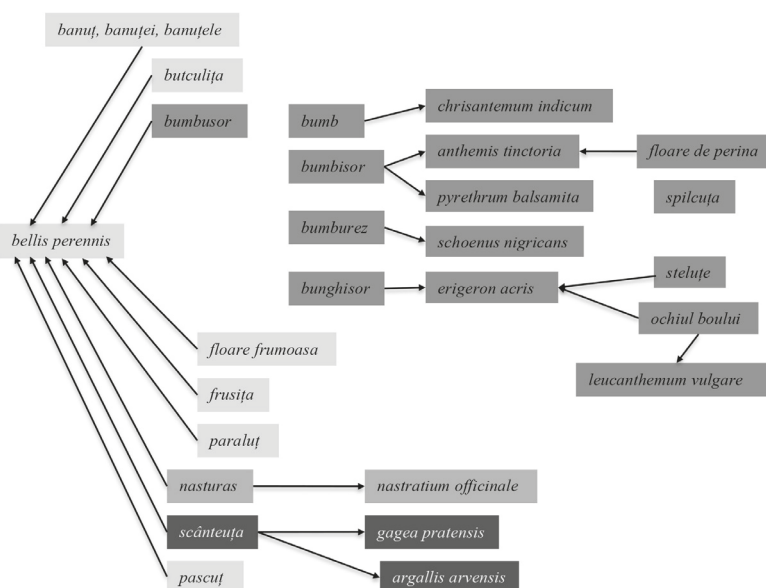 banuț, banuței, banuțele
butculița
bumbusor
bumb
chrisantemum indicum
bumbisor
anthemis tinctoria
floare de perina
pyrethrum balsamita
spilcuța
bumburez
schoenus nigricans
bellis perennis
bunghisor
erigeron acris
steluțe
ochiul boului
floare frumoasa
leucanthemum vulgare
frusița
paraluț
nasturas
nastratium officinale
scânteuța
gagea pratensis
pascuț
argallis arvensis